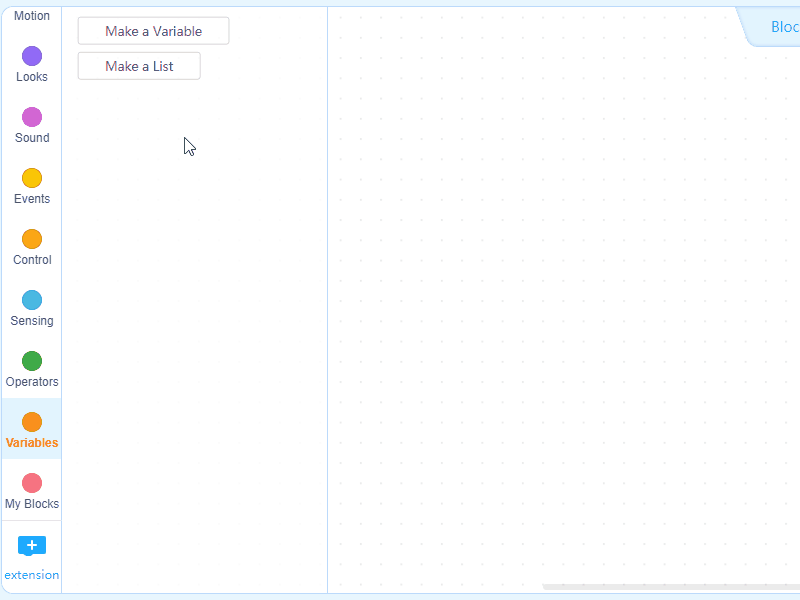 Motion
Looks
Sound
Events
Control
Sensing
Operators
Variables
My Blocks
extension
Make a Variable
Make a List
Bloc